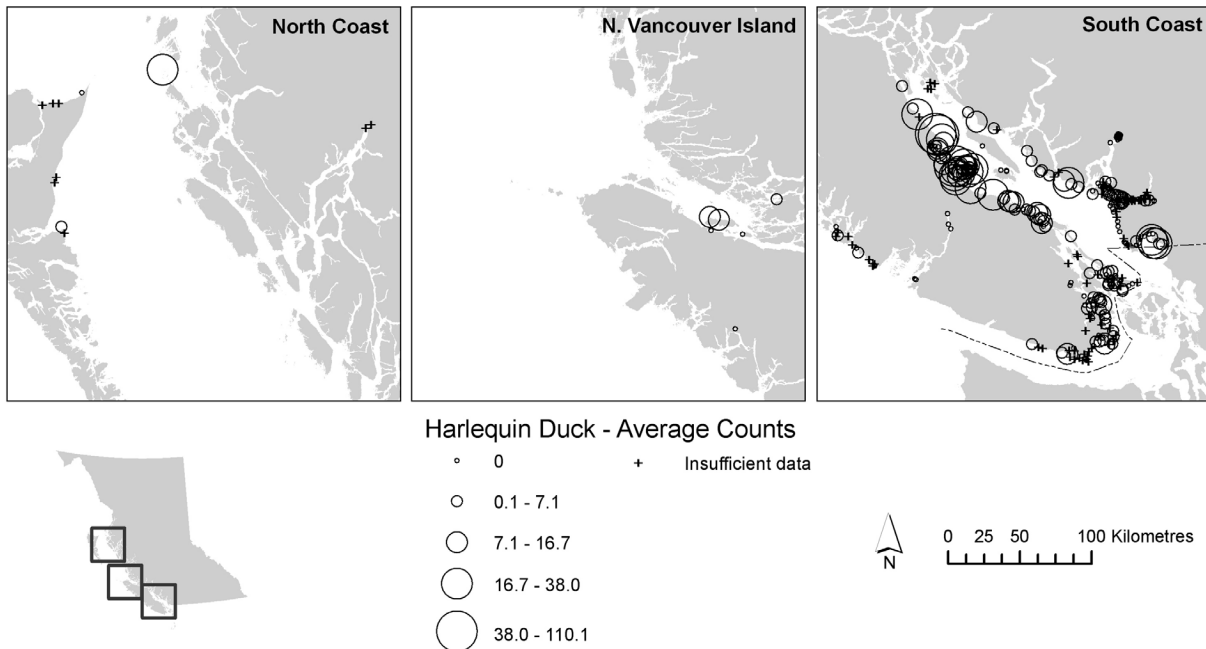 North Coast
N. Vancouver Island
South Coast
Harlequin Duck - Average Counts
0
0.1 - 7.1
7.1 - 16.7
16.7 - 38.0
38.0 - 110.1
Insufficient data
N
0 25 50 100 Kilometres